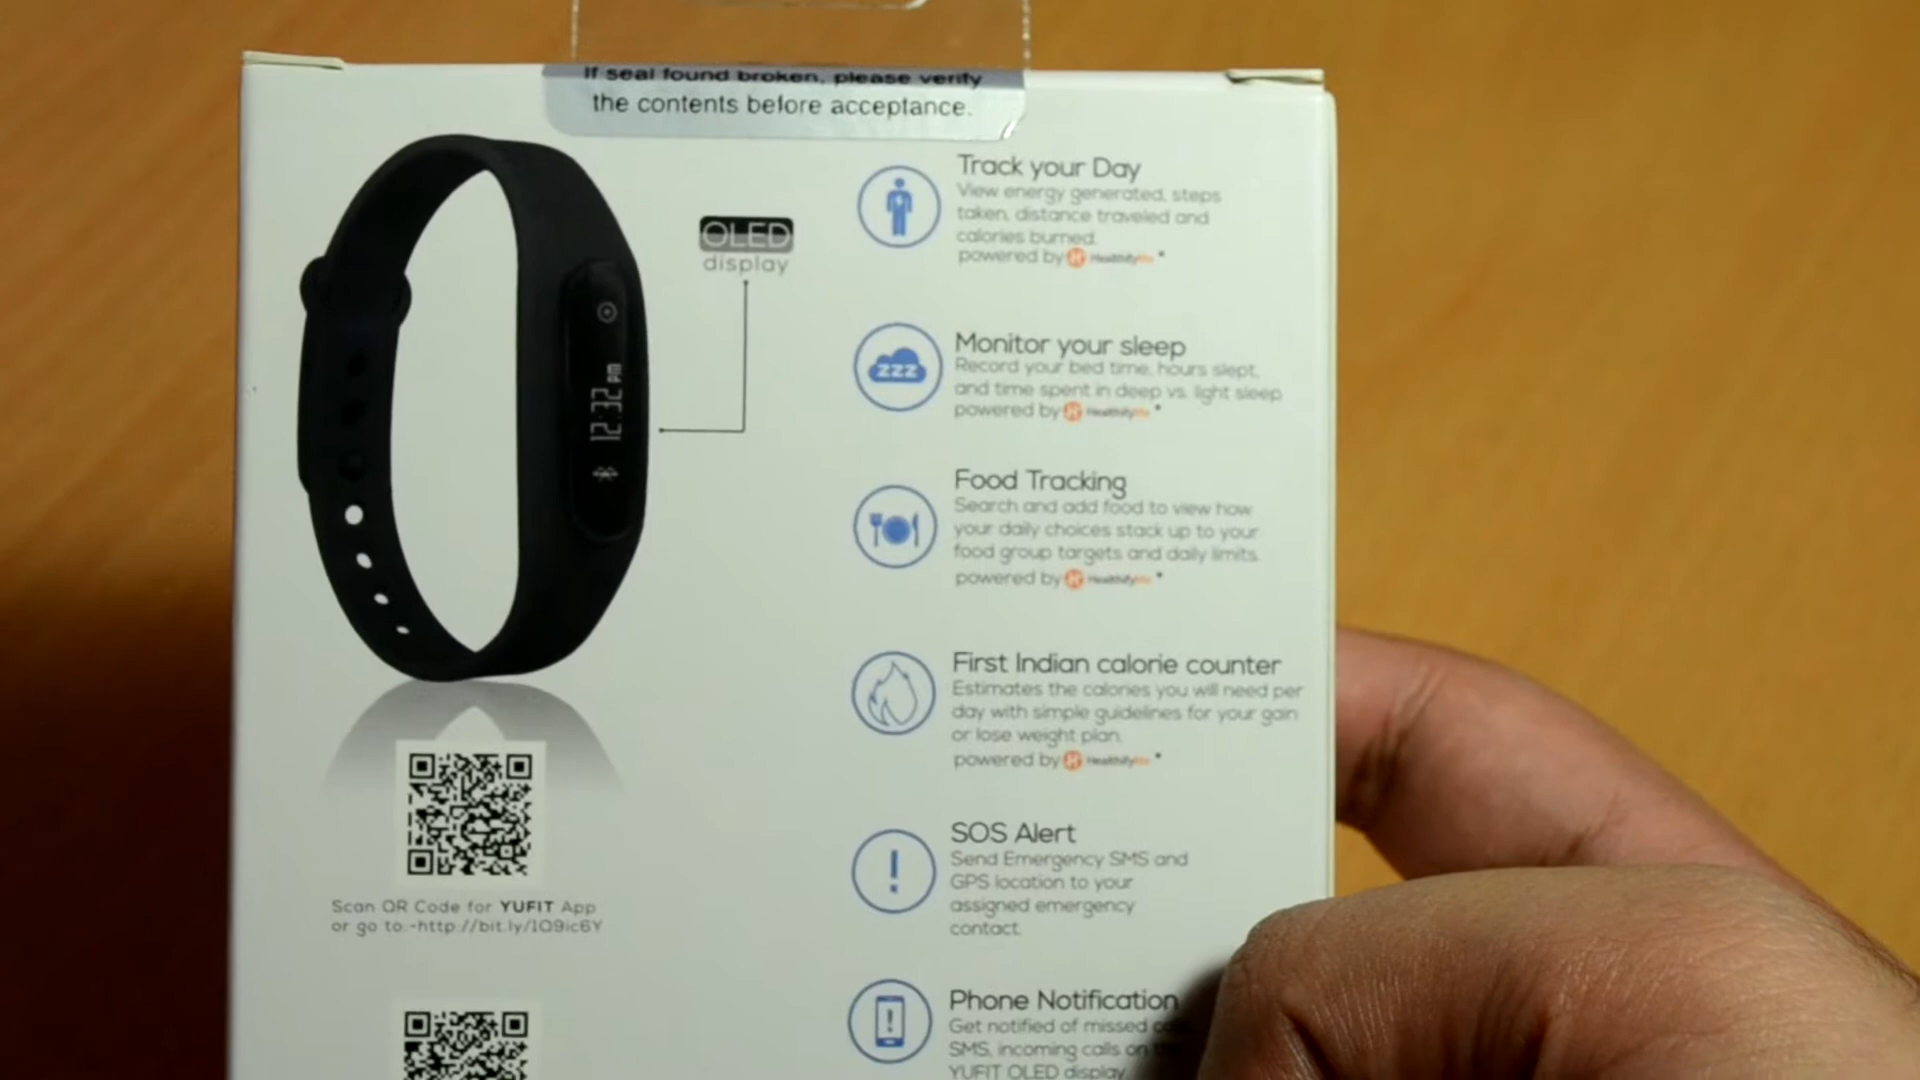 If seal found broken, please verify
the contents before acceptance.
OLED
display
12:32 PM
Track your Day
View energy generated, steps
taken, distance traveled and
calories burned.
powered by HealthifyMe *
Monitor your sleep
Record your bed time, hours slept,
and time spent in deep vs. light sleep
powered by HealthifyMe *
zzz
Food Tracking
Search and add food to view how
your daily choices stack up to your
food group targets and daily limits.
powered by HealthifyMe *
First Indian calorie counter
Estimates the calories you will need per
day with simple guidelines for your gain
or lose weight plan.
powered by HealthifyMe *
SOS Alert
Send Emergency SMS and
GPS location to your
assigned emergency
contact.
Phone Notification
Get notified of missed
SMS, incoming calls on
YUFIT OLED display
Scan QR Code for YUFIT App
or go to:-http://bit.ly/1O9ic6Y